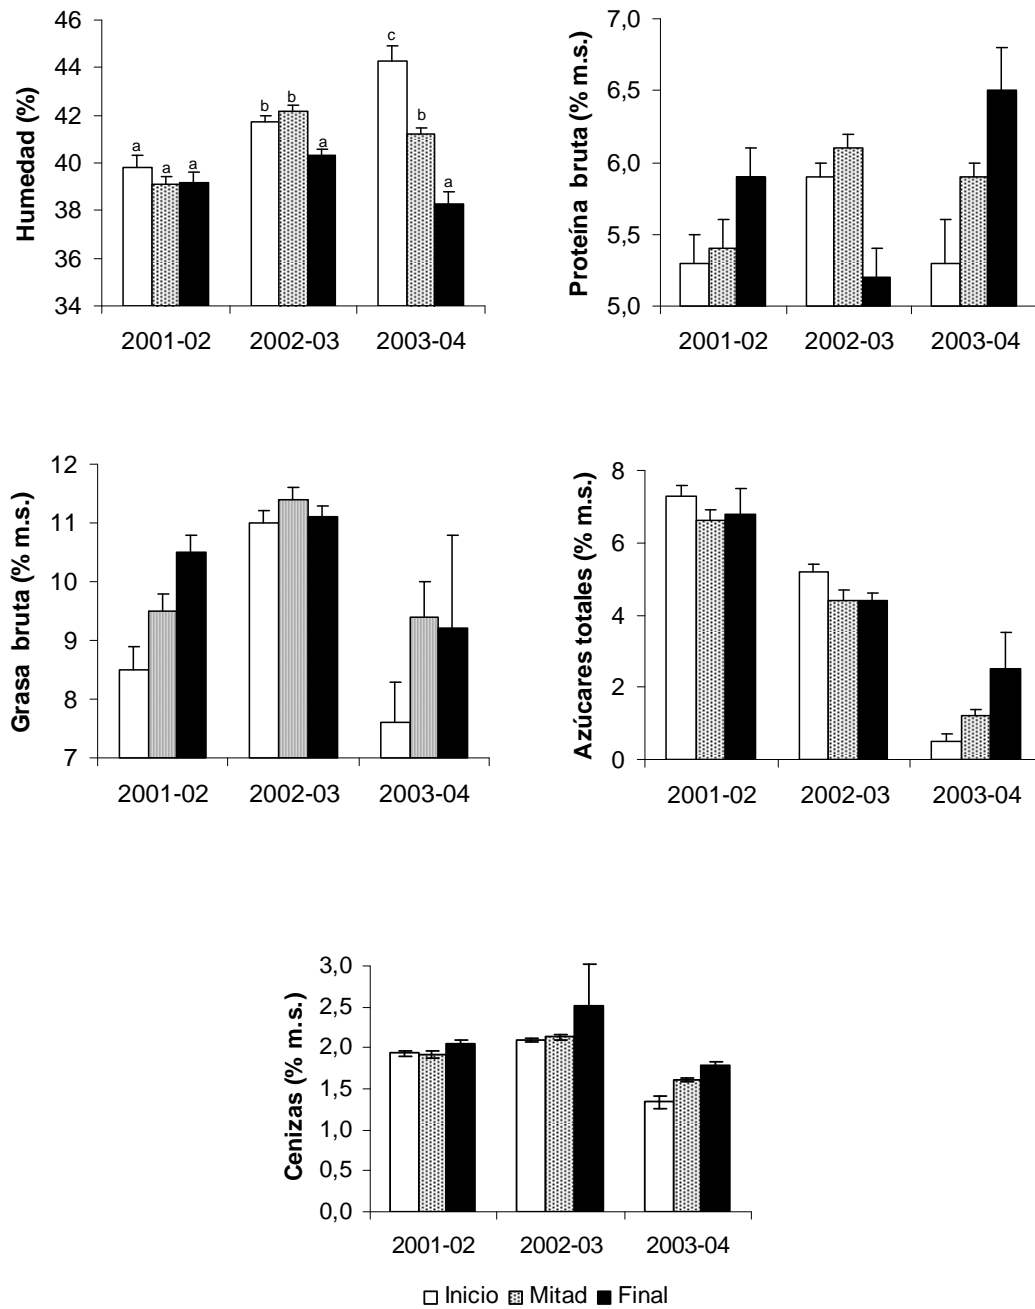 Humedad (%)
46
44
42
40
38
36
34
a
a
a
b
b
a
c
b
a
2001-02 2002-03 2003-04
Proteína bruta (% m.s.)
7,0
6,5
6,0
5,5
5,0
2001-02 2002-03 2003-04
Grasa bruta (% m.s.)
12
11
10
9
8
7
2001-02 2002-03 2003-04
Azúcares totales (% m.s.)
8
6
4
2
0
2001-02 2002-03 2003-04
Cenizas (% m.s.)
3,0
2,5
2,0
1,5
1,0
0,5
0,0
2001-02 2002-03 2003-04
Inicio Mitad Final